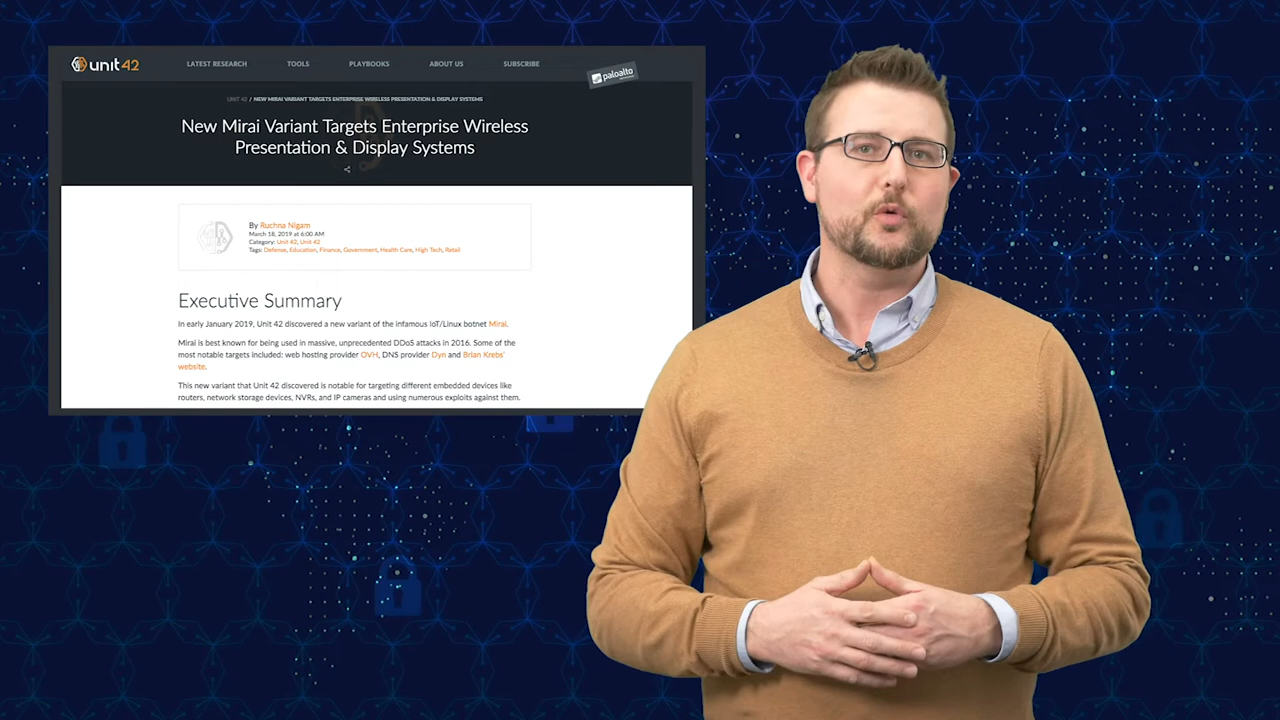 unit42
LATEST RESEARCH TOOLS PLAYBOOKS ABOUT US SUBSCRIBE
paloalto
UNIT 42 / NEW MIRAI VARIANT TARGETS ENTERPRISE WIRELESS PRESENTATION & DISPLAY SYSTEMS
New Mirai Variant Targets Enterprise Wireless
Presentation & Display Systems
By Ruchna Nigam
March 18, 2019 at 6:00 AM
Category: Unit 42, Unit 42
Tags: Defense, Education, Finance, Government, Health Care, High Tech, Retail
Executive Summary
In early January 2019, Unit 42 discovered a new variant of the infamous IoT/Linux botnet Mirai.
Mirai is best known for being used in massive, unprecedented DDoS attacks in 2016. Some of the
most notable targets included: web hosting provider OVH, DNS provider Dyn and Brian Krebs'
website.
This new variant that Unit 42 discovered is notable for targeting different embedded devices like
routers, network storage devices, NVRs, and IP cameras and using numerous exploits against them.